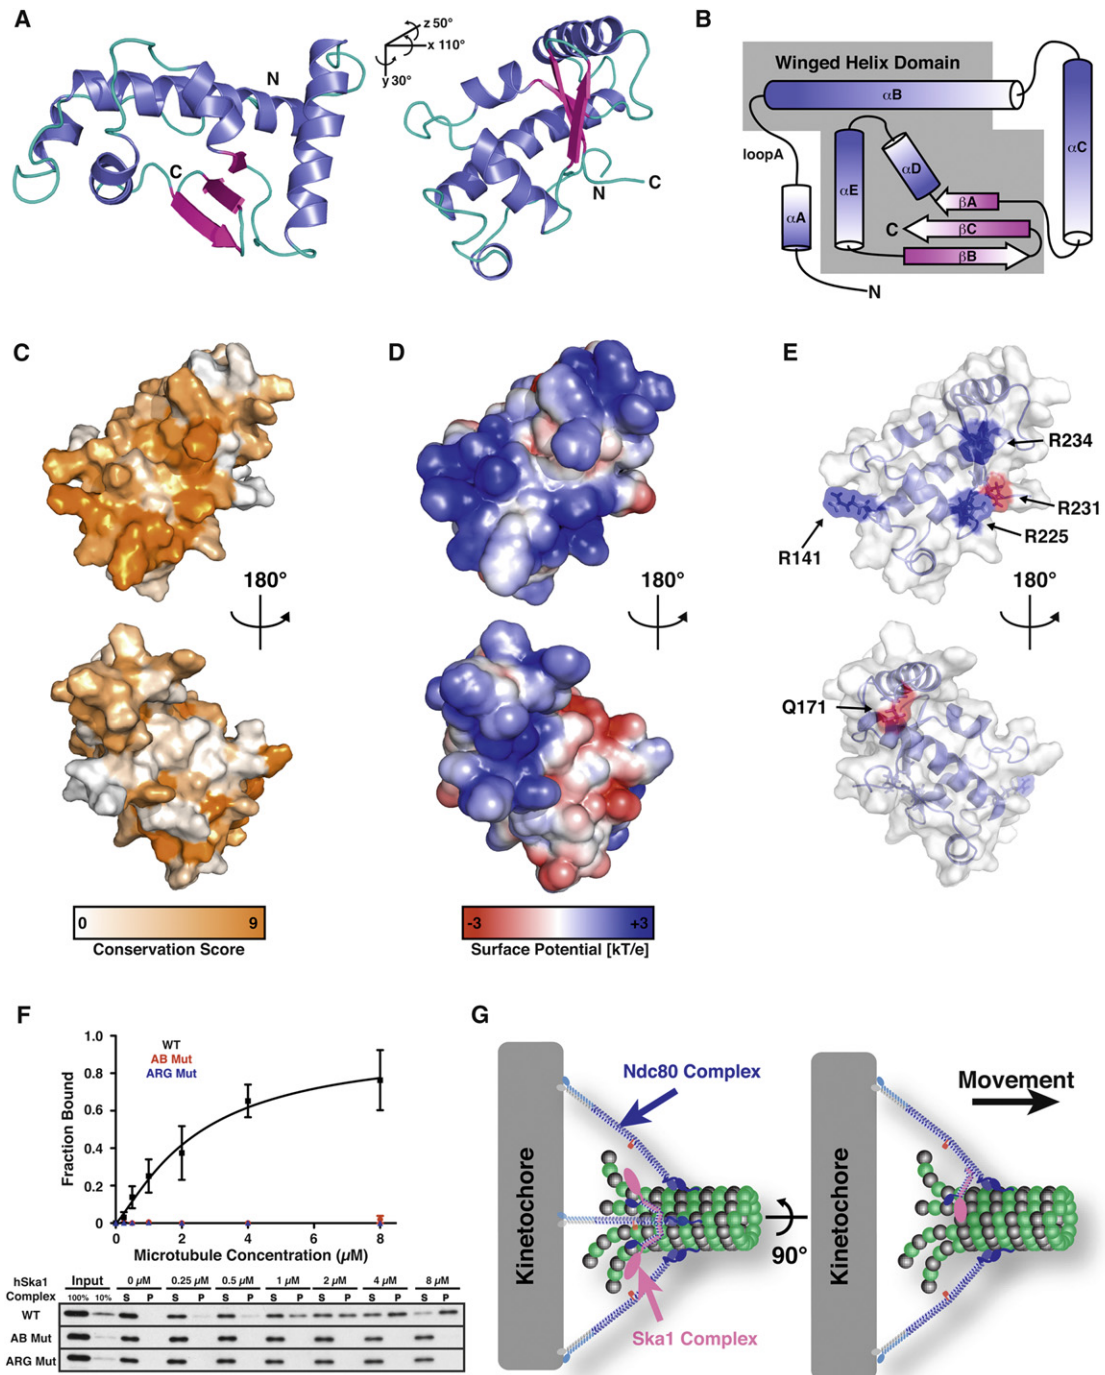 A
N
C
z 50°
x 110°
y 30°
N
C
B
Winged Helix Domain
αB
loopA
αA
αE
αD
αC
βA
C
βC
βB
N
C
180°
0 9
Conservation Score
D
180°
-3 +3
Surface Potential [kT/e]
E
R234
R231
R225
R141
180°
Q171
F
WT
AB Mut
ARG Mut
Fraction Bound
1.0
0.8
0.6
0.4
0.2
0
0 2 4 6 8
Microtubule Concentration (µM)
hSka1 Complex
Input 0 µM 0.25 µM 0.5 µM 1 µM 2 µM 4 µM 8 µM
100% 10% S P S P S P S P S P S P S P
WT
AB Mut
ARG Mut
G
Kinetochore
Ndc80 Complex
Ska1 Complex
90°
Kinetochore
Movement